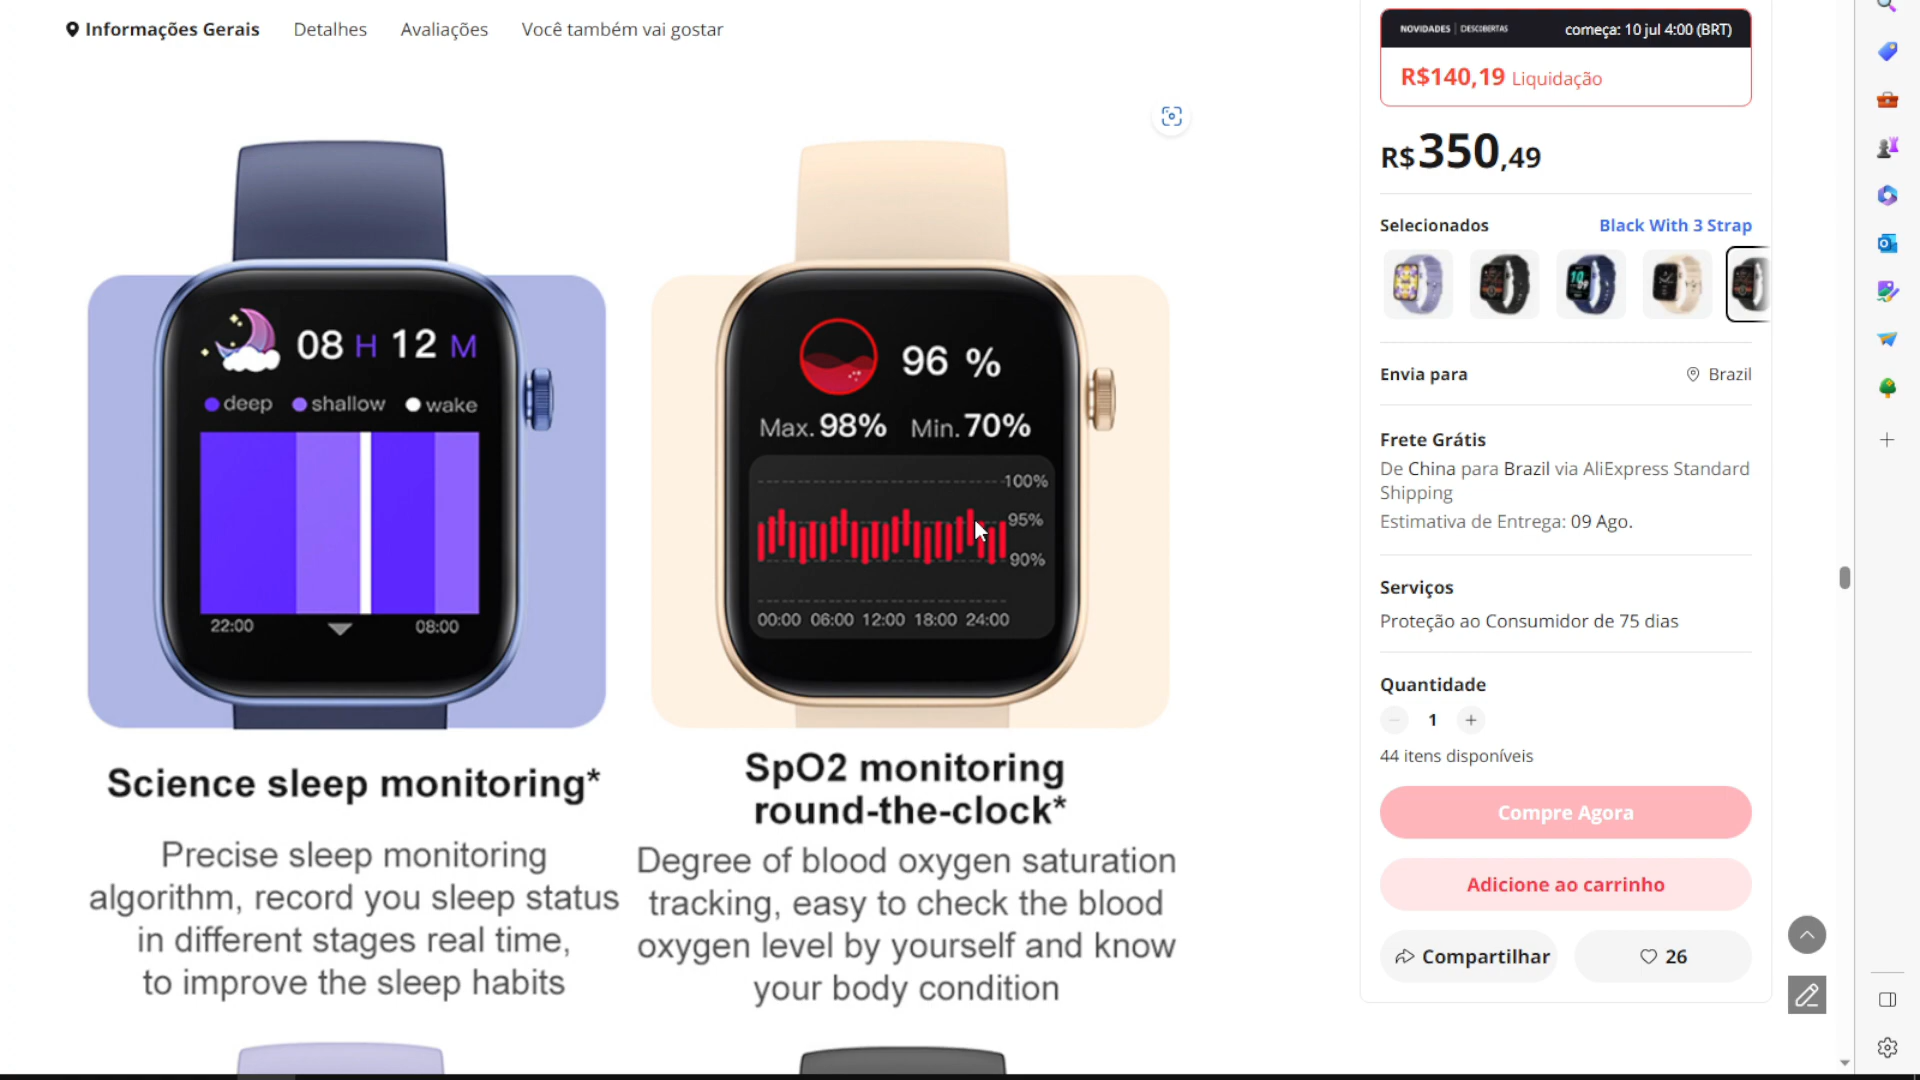 Informações Gerais
Detalhes
Avaliações
Você também vai gostar
08 H 12 M
deep shallow wake
22:00 08:00
Science sleep monitoring*
Precise sleep monitoring
algorithm, record you sleep status
in different stages real time,
to improve the sleep habits
96 %
Max. 98% Min. 70%
100%
95%
90%
00:00 06:00 12:00 18:00 24:00
SpO2 monitoring
round-the-clock*
Degree of blood oxygen saturation
tracking, easy to check the blood
oxygen level by yourself and know
your body condition
NOVIDADES | DESCOBERTAS começa: 10 jul 4:00 (BRT)
R$140,19 Liquidação
R$350,49
Selecionados Black With 3 Strap
Envia para Brazil
Frete Grátis
De China para Brazil via AliExpress Standard
Shipping
Estimativa de Entrega: 09 Ago.
Serviços
Proteção ao Consumidor de 75 dias
Quantidade
1
44 itens disponíveis
Compre Agora
Adicione ao carrinho
Compartilhar 26